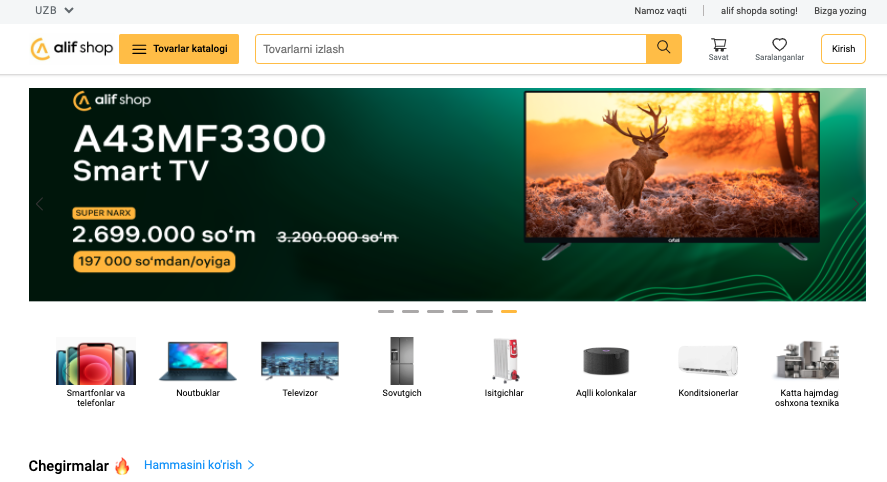 UZB
Namoz vaqti
alif shopda soting!
Bizga yozing
alif shop
Tovarlar katalogi
Tovarlarni izlash
Savat
Saralanganlar
Kirish
alif shop
A43MF3300
Smart TV
SUPER NARX
2.699.000 so‘m
3.200.000 so‘m
197 000 so‘mdan/oyiga
artel
Smartfonlar va
telefonlar
Noutbuklar
Televizor
Sovutgich
Isitgichlar
Aqlli kolonkalar
Konditsionerlar
Katta hajmdag
oshxona texnika
Chegirmalar 🔥
Hammasini ko'rish